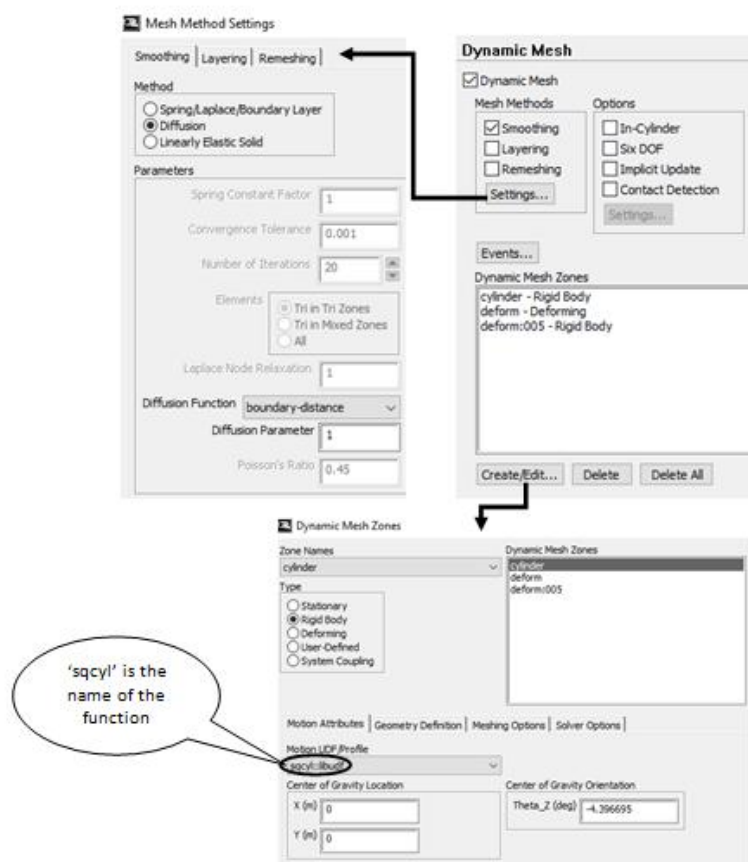 Mesh Method Settings
Smoothing Layering Remeshing
Method
Spring/Laplace/Boundary Layer
Diffusion
Linearly Elastic Solid
Parameters
Spring Constant Factor 1
Convergence Tolerance 0.001
Number of Iterations 20
Elements
Tri in Tri Zones
Tri in Mixed Zones
All
Laplace Node Relaxation 1
Diffusion Function boundary-distance
Diffusion Parameter 1
Poisson's Ratio 0.45
Dynamic Mesh
Dynamic Mesh
Mesh Methods Options
Smoothing In-Cylinder
Layering Six DOF
Remeshing Implicit Update
Contact Detection
Settings... Settings...
Events...
Dynamic Mesh Zones
cylinder - Rigid Body
deform - Deforming
deform:005 - Rigid Body
Create/Edit... Delete Delete All
Dynamic Mesh Zones
Zone Names Dynamic Mesh Zones
cylinder cylinder
deform
deform:005
Type
Stationary
Rigid Body
Deforming
User-Defined
System Coupling
'sqcyl' is the
name of the
function
Motion Attributes Geometry Definition Meshing Options Solver Options
Motion UDF/Profile
sqcyl::libudf
Center of Gravity Location Center of Gravity Orientation
X (m) 0 Theta_Z (deg) -4.396695
Y (m) 0